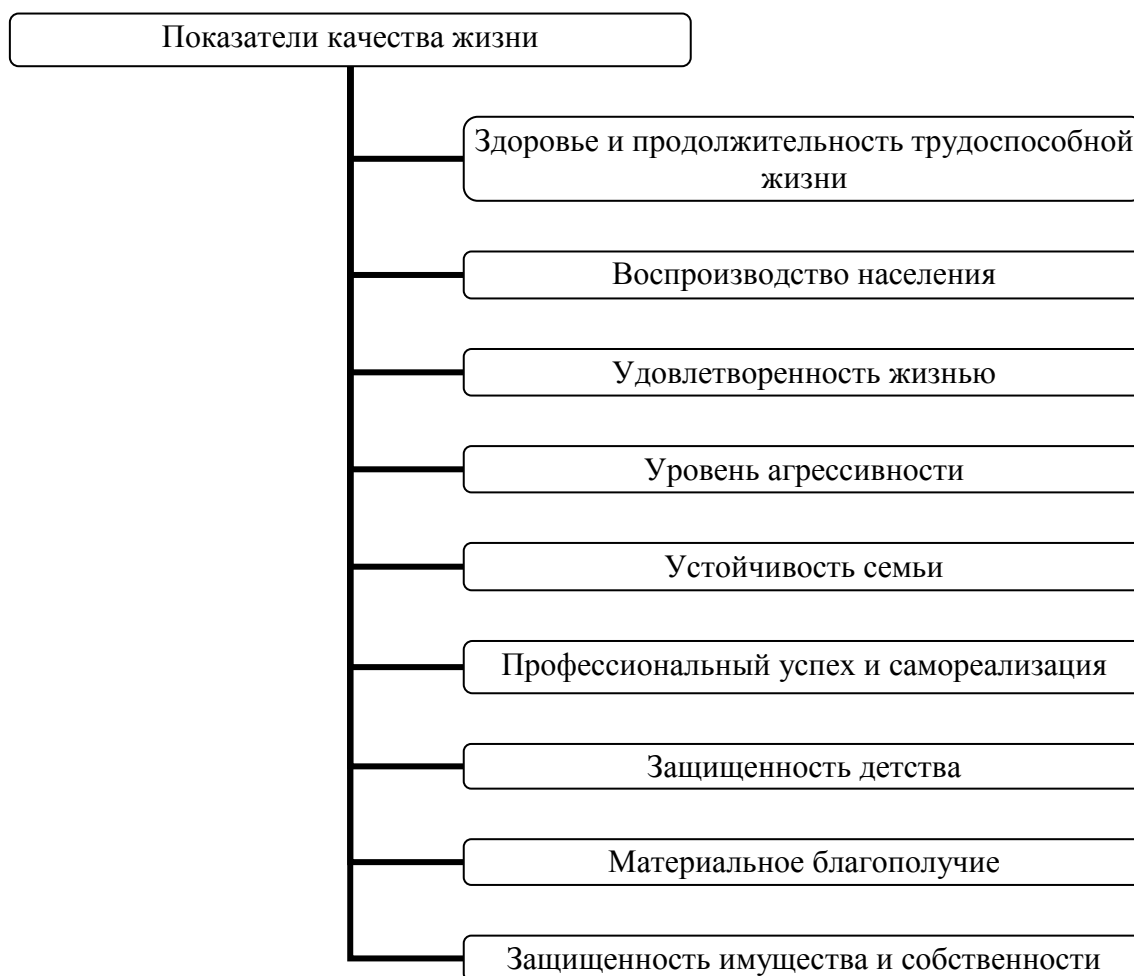 Показатели качества жизни
Здоровье и продолжительность трудоспособной
жизни
Воспроизводство населения
Удовлетворенность жизнью
Уровень агрессивности
Устойчивость семьи
Профессиональный успех и самореализация
Защищенность детства
Материальное благополучие
Защищенность имущества и собственности